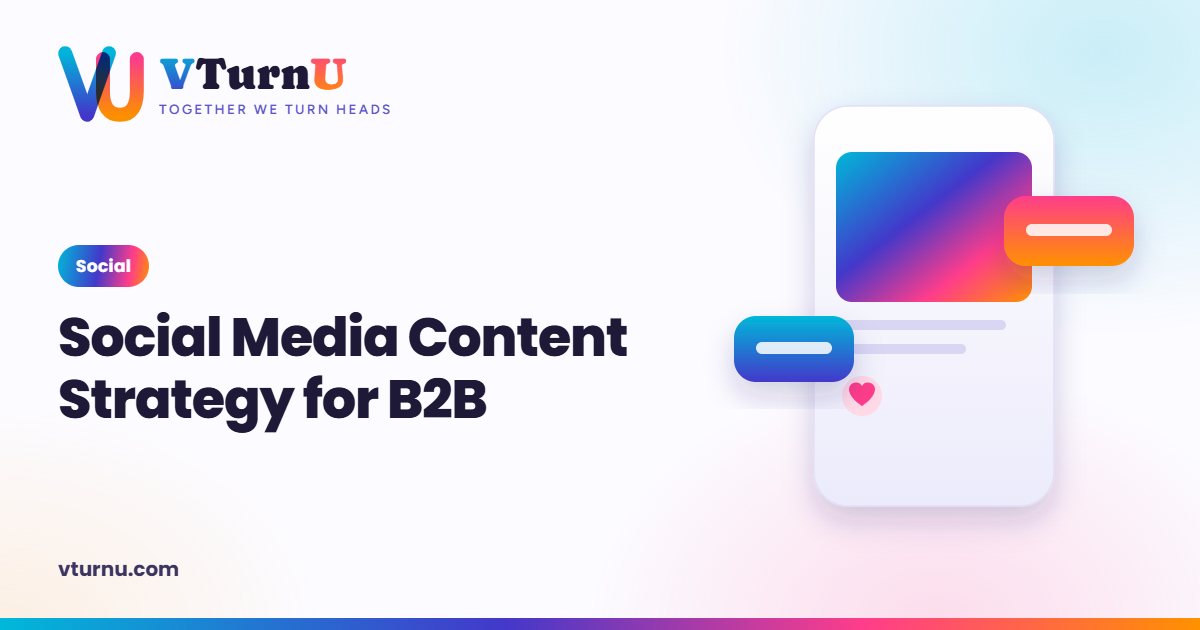 VTurnU
TOGETHER WE TURN HEADS
Social
Social Media Content
Strategy for B2B
vturnu.com